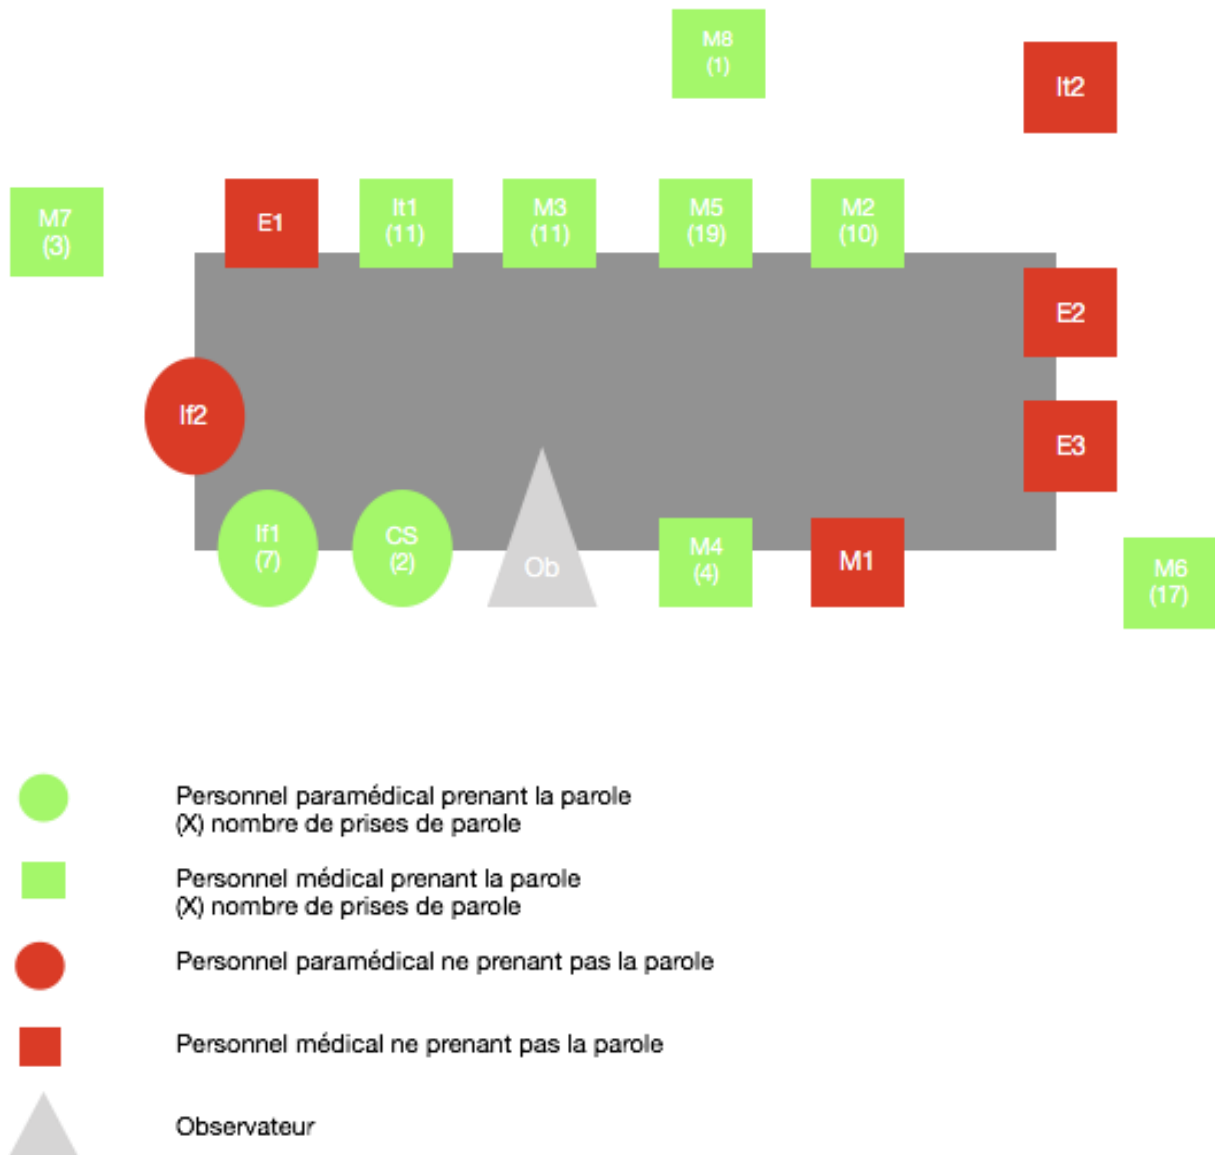 M8
(1)
It2
M7
(3)
E1
It1
(11)
M3
(11)
M5
(19)
M2
(10)
E2
If2
E3
If1
(7)
CS
(2)
Ob
M4
(4)
M1
M6
(17)
Personnel paramédical prenant la parole
(X) nombre de prises de parole
Personnel médical prenant la parole
(X) nombre de prises de parole
Personnel paramédical ne prenant pas la parole
Personnel médical ne prenant pas la parole
Observateur